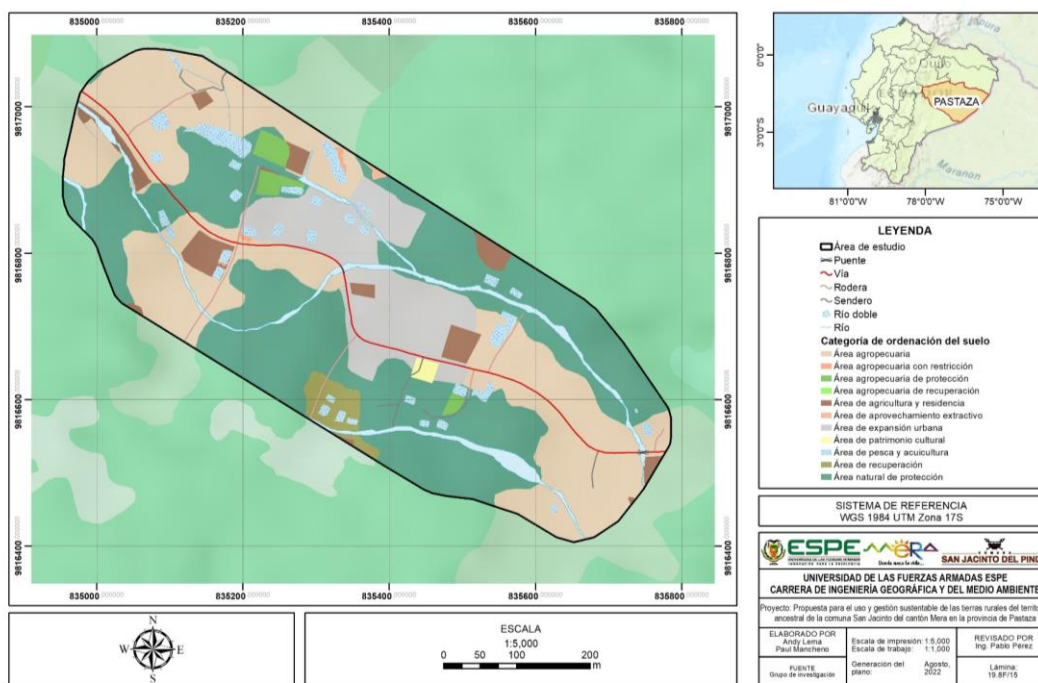 835000 835200 835400 835600 835800
9817000
9816800
9816600
9816400
9817000
9816800
9816600
9816400
835000 835200 835400 835600 835800
N
W E
S
ESCALA
1:5,000
0 50 100 200
m
0°0'0"
3°0'0"S
Quito
Guayaquil
PASTAZA
Marañon
81°0'0"W 78°0'0"W 75°0'0"W
LEYENDA
Área de estudio
Puente
Vía
Rodera
Sendero
Río doble
Río
Categoría de ordenación del suelo
Área agropecuaria
Área agropecuaria con restricción
Área agropecuaria de protección
Área agropecuaria de recuperación
Área de agricultura y residencia
Área de aprovechamiento extractivo
Área de expansión urbana
Área de patrimonio cultural
Área de pesca y acuicultura
Área de recuperación
Área natural de protección
SISTEMA DE REFERENCIA
WGS 1984 UTM Zona 17S
ESPE
MERA
SAN JACINTO DEL PIND
UNIVERSIDAD DE LAS FUERZAS ARMADAS ESPE
CARRERA DE INGENIERÍA GEOGRÁFICA Y DEL MEDIO AMBIENTE
Proyecto: Propuesta para el uso y gestión sustentable de las tierras rurales del territo
ancestral de la comuna San Jacinto del cantón Mera en la provincia de Pastaza
ELABORADO POR
Andy Lema
Paul Mancheno
Escala de impresión: 1:5,000
Escala de trabajo: 1:1,000
REVISADO POR
Ing. Pablo Pérez
FUENTE
Grupo de investigación
Generación del
plano:
Agosto,
2022
Lámina:
19.8F/15